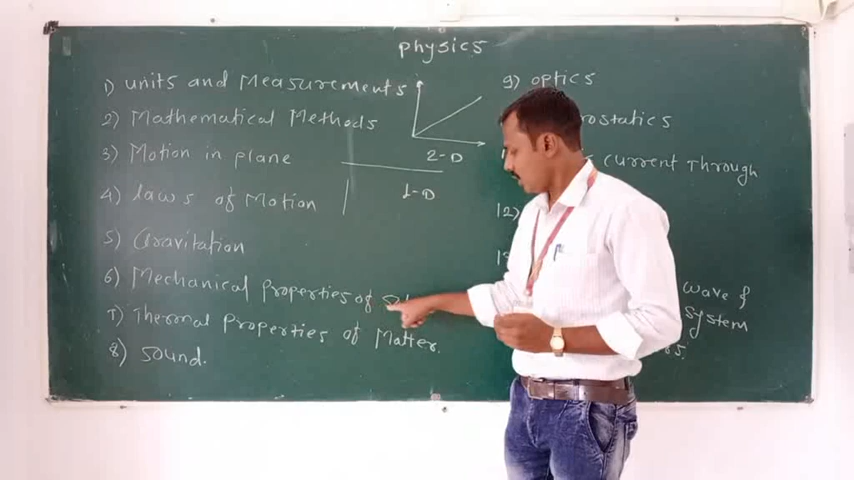 physics
1) units and Measurements
2) Mathematical Methods
3) Motion in plane
4) laws of Motion
5) Gravitation
6) Mechanical properties of
7) Thermal Properties of Matter.
8) sound.
2-D
1-D
9) optics
rostatics
current Through
12)
wave &
system